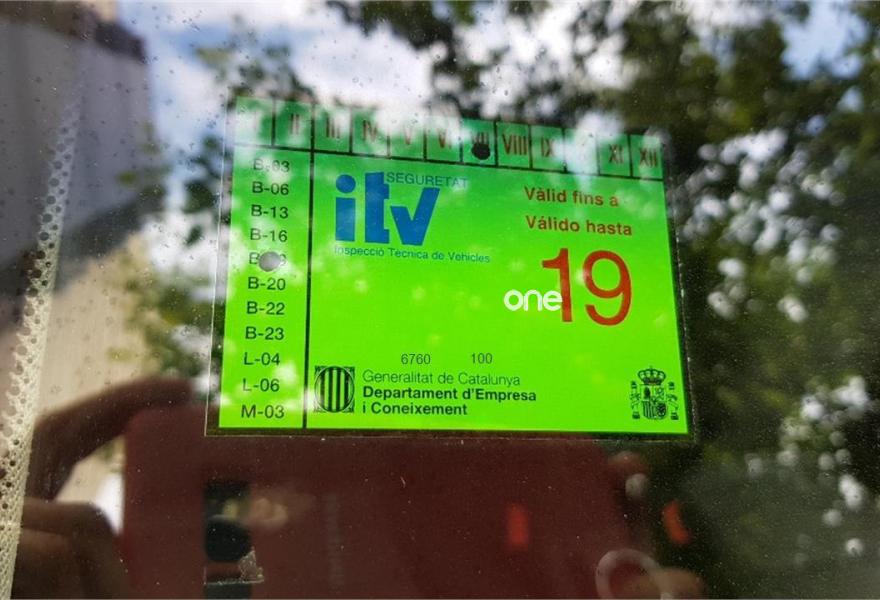 II III IV V VI VIII IX XI XII
B-03
B-06
B-13
B-16
B-20
B-22
B-23
L-04
L-06
M-03
SEGURETAT
itv
Inspecció Tècnica de Vehicles
Vàlid fins a
Válido hasta
19
one
6760 100
Generalitat de Catalunya
Departament d'Empresa
i Coneixement